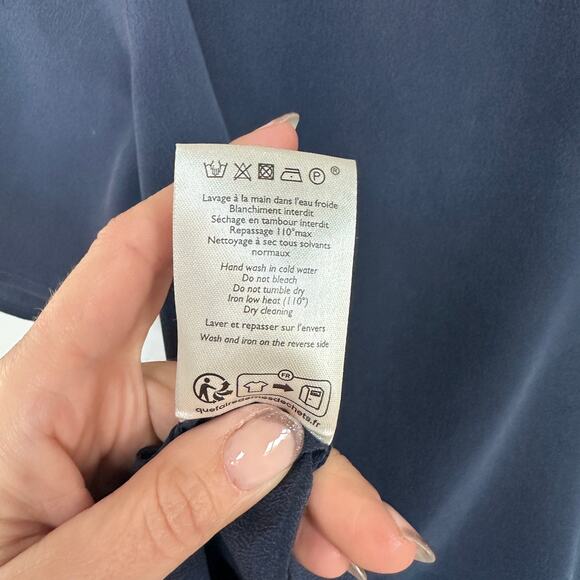 P ®
Lavage à la main dans l'eau froide
Blanchiment interdit
Séchage en tambour interdit
Repassage 110°max
Nettoyage à sec tous solvants
normaux
Hand wash in cold water
Do not bleach
Do not tumble dry
Iron low heat (110°)
Dry cleaning
Laver et repasser sur l'envers
Wash and iron on the reverse side
FR
quefairedemesdechets.fr